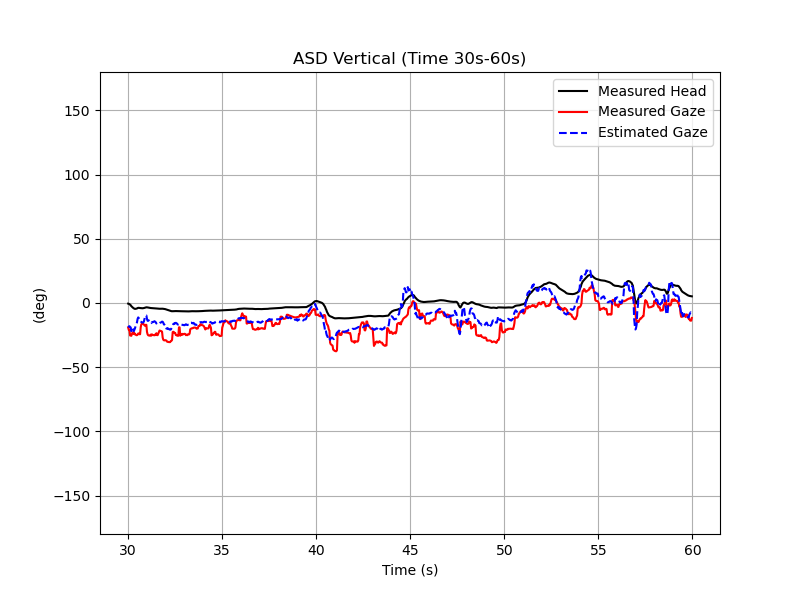 ASD Vertical (Time 30s-60s)
Measured Head
Measured Gaze
Estimated Gaze
150
100
50
0
−50
−100
−150
(deg)
30 35 40 45 50 55 60
Time (s)